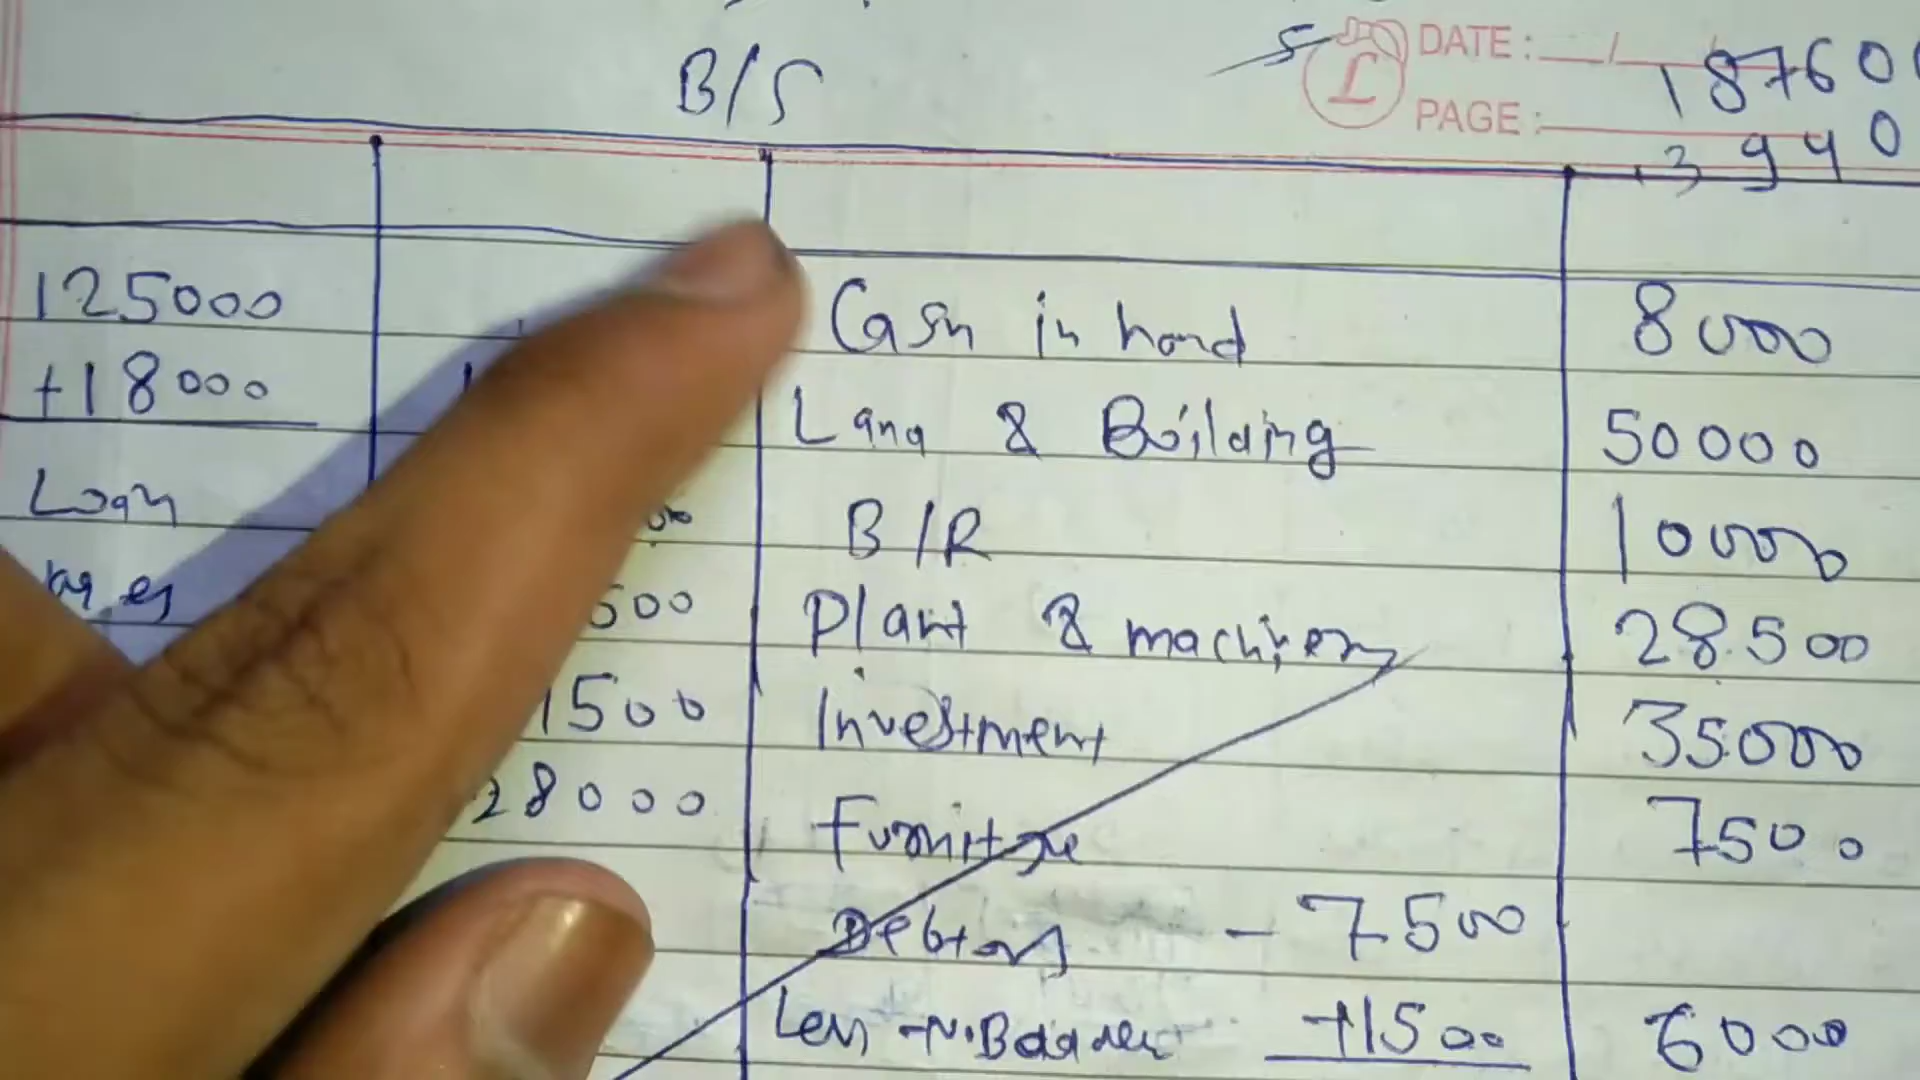 B/S
DATE :
PAGE :
18760
3940
125000
+18000
Loan
500
1500
28000
Cash in hand 8000
Land & Building 50000
B/R 10000
Plant & machinery 28500
Investment 35000
Furniture 7500
Debtors - 7500
Less N.B +1500 6000